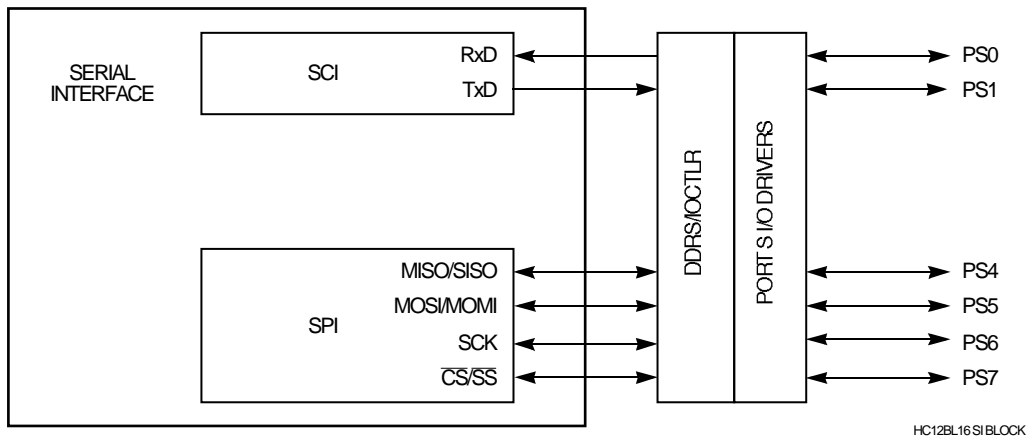 SERIAL
INTERFACE
SCI
RxD
TxD
SPI
MISO/SISO
MOSI/MOMI
SCK
CS/SS
DDRS/IOCTLR
PORT S I/O DRIVERS
PS0
PS1
PS4
PS5
PS6
PS7
HC12BL16 SI BLOCK